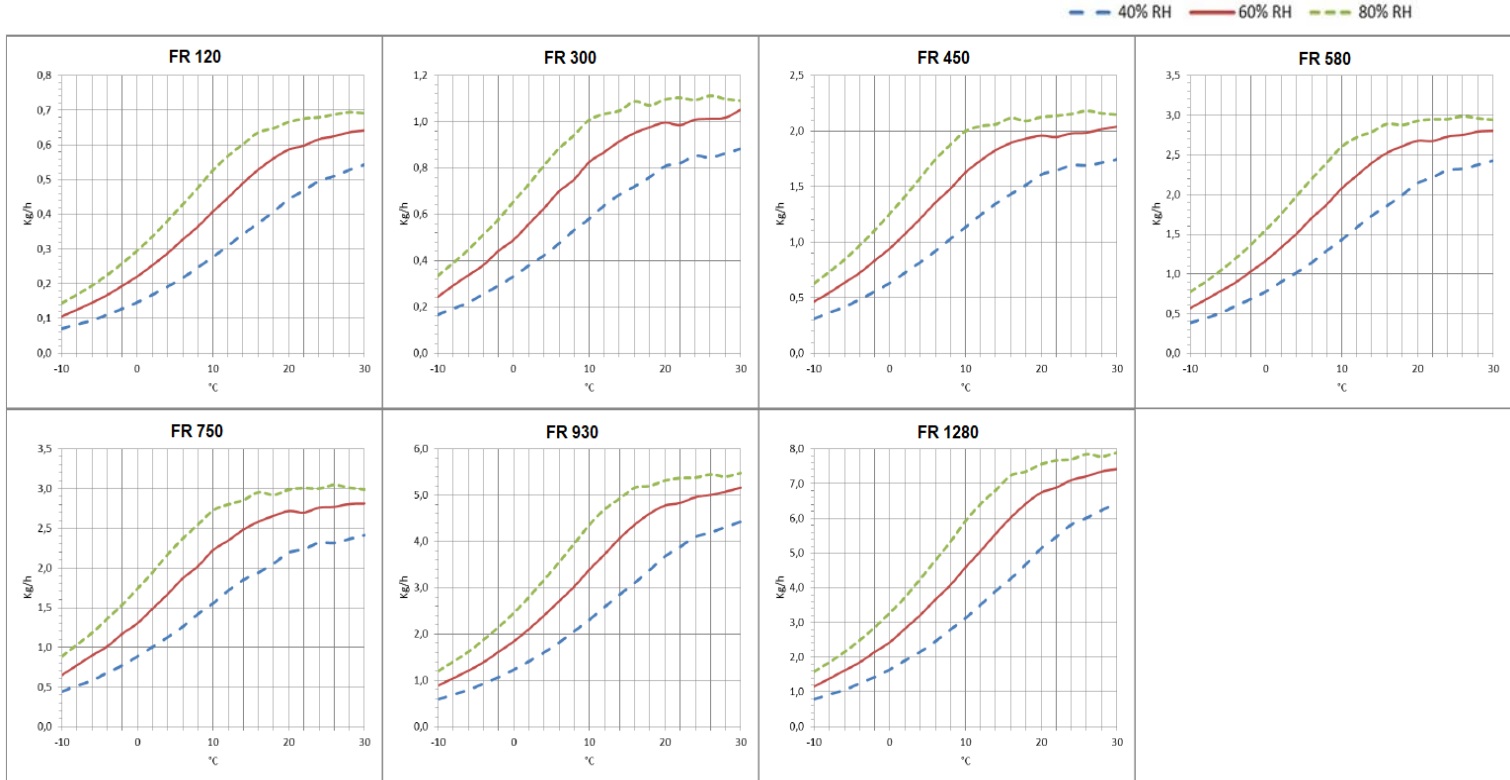 40% RH 60% RH 80% RH
FR 120
0,8
0,7
0,6
0,5
0,4
0,3
0,2
0,1
0,0
Kg/h
-10 0 10 20 30
°C
FR 300
1,2
1,0
0,8
0,6
0,4
0,2
0,0
Kg/h
-10 0 10 20 30
°C
FR 450
2,5
2,0
1,5
1,0
0,5
0,0
Kg/h
-10 0 10 20 30
°C
FR 580
3,5
3,0
2,5
2,0
1,5
1,0
0,5
0,0
Kg/h
-10 0 10 20 30
°C
FR 750
3,5
3,0
2,5
2,0
1,5
1,0
0,5
0,0
Kg/h
-10 0 10 20 30
°C
FR 930
6,0
5,0
4,0
3,0
2,0
1,0
0,0
Kg/h
-10 0 10 20 30
°C
FR 1280
8,0
7,0
6,0
5,0
4,0
3,0
2,0
1,0
0,0
Kg/h
-10 0 10 20 30
°C